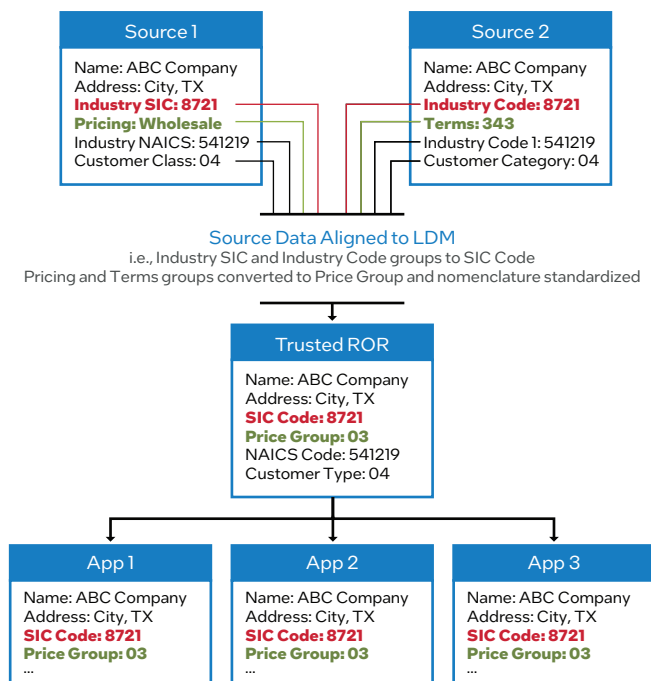 Source 1
Name: ABC Company
Address: City, TX
Industry SIC: 8721
Pricing: Wholesale
Industry NAICS: 541219
Customer Class: 04
Source 2
Name: ABC Company
Address: City, TX
Industry Code: 8721
Terms: 343
Industry Code 1: 541219
Customer Category: 04
Source Data Aligned to LDM
i.e., Industry SIC and Industry Code groups to SIC Code
Pricing and Terms groups converted to Price Group and nomenclature standardized
Trusted ROR
Name: ABC Company
Address: City, TX
SIC Code: 8721
Price Group: 03
NAICS Code: 541219
Customer Type: 04
App 1
Name: ABC Company
Address: City, TX
SIC Code: 8721
Price Group: 03
...
App 2
Name: ABC Company
Address: City, TX
SIC Code: 8721
Price Group: 03
...
App 3
Name: ABC Company
Address: City, TX
SIC Code: 8721
Price Group: 03
...